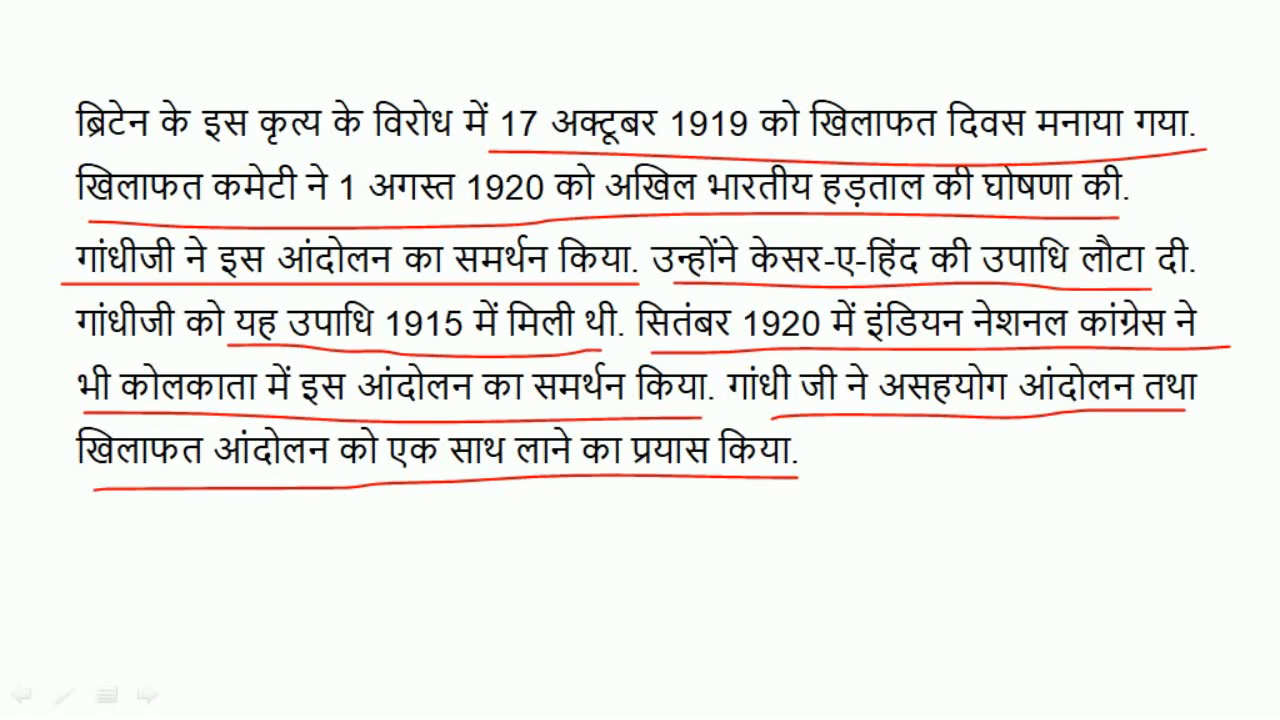 ब्रिटेन के इस कृत्य के विरोध में 17 अक्टूबर 1919 को खिलाफत दिवस मनाया गया.
खिलाफत कमेटी ने 1 अगस्त 1920 को अखिल भारतीय हड़ताल की घोषणा की.
गांधीजी ने इस आंदोलन का समर्थन किया. उन्होंने केसर-ए-हिंद की उपाधि लौटा दी.
गांधीजी को यह उपाधि 1915 में मिली थी. सितंबर 1920 में इंडियन नेशनल कांग्रेस ने
भी कोलकाता में इस आंदोलन का समर्थन किया. गांधी जी ने असहयोग आंदोलन तथा
खिलाफत आंदोलन को एक साथ लाने का प्रयास किया.